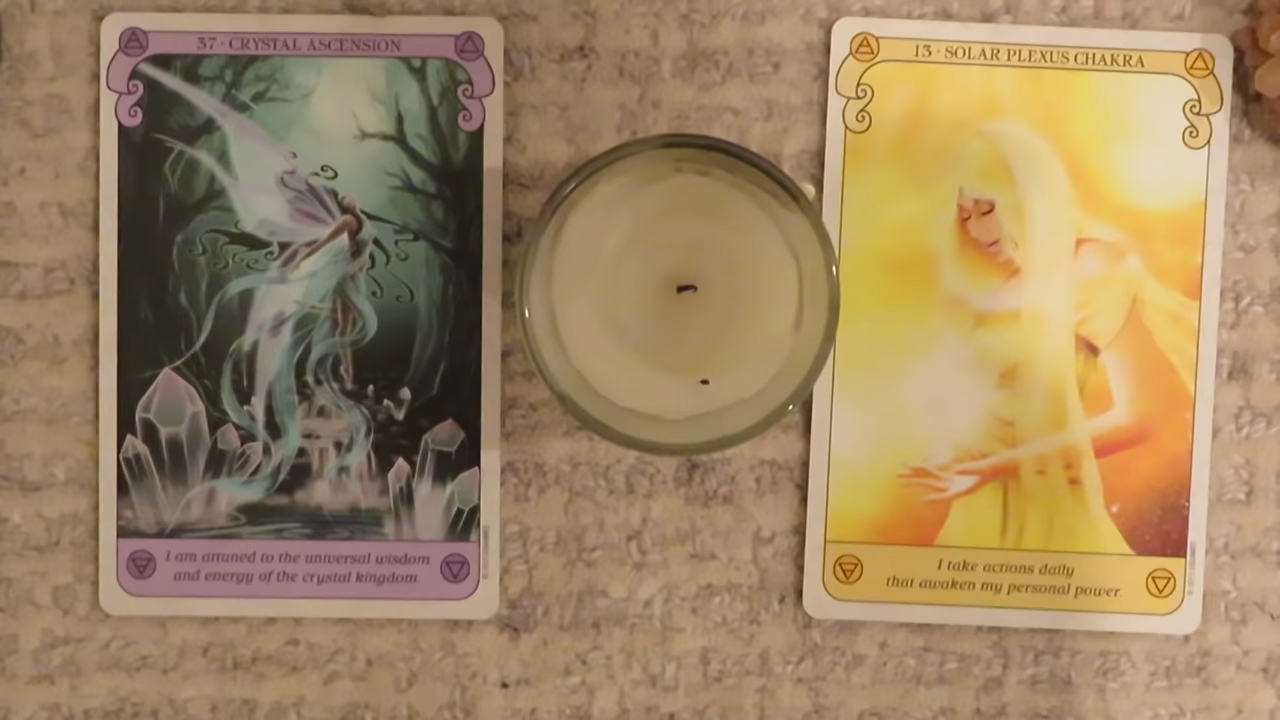 37 · CRYSTAL ASCENSION
I am attuned to the universal wisdom
and energy of the crystal kingdom.
13 · SOLAR PLEXUS CHAKRA
I take actions daily
that awaken my personal power.